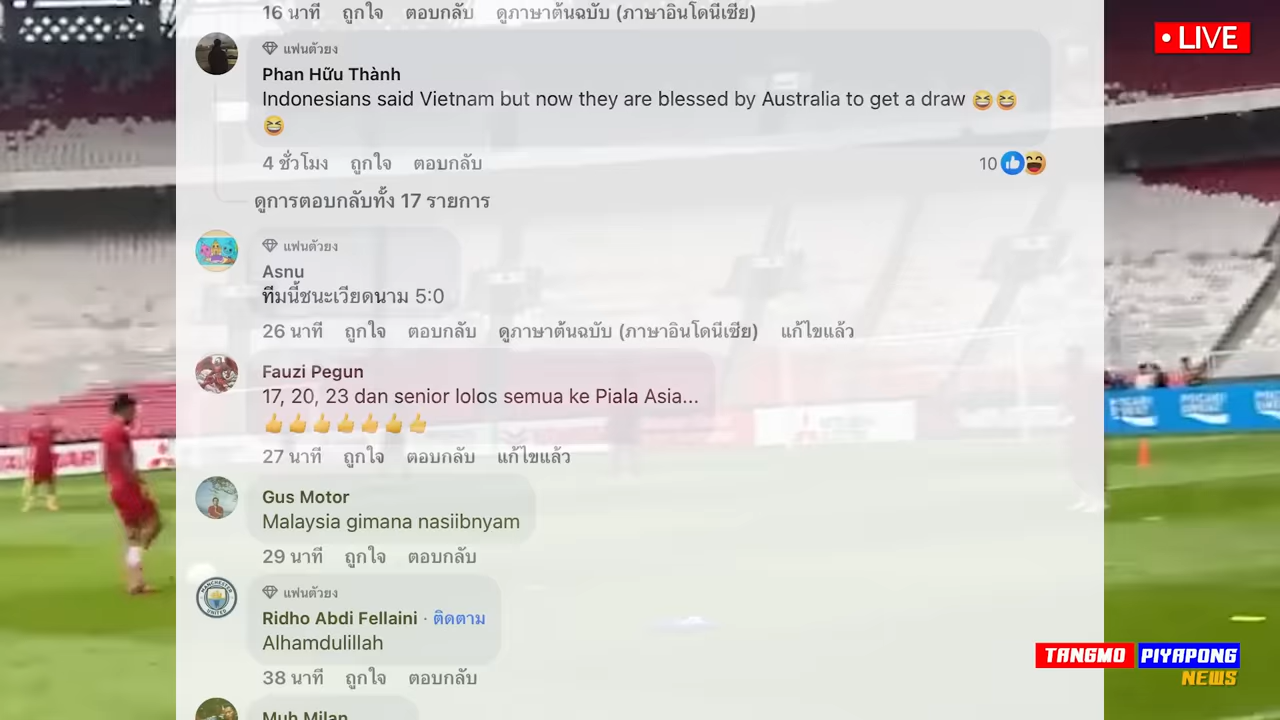 16 นาที ถูกใจ ตอบกลับ ดูภาษาต้นฉบับ (ภาษาอินโดนีเซีย)
• LIVE
แฟนตัวยง
Phan Hữu Thành
Indonesians said Vietnam but now they are blessed by Australia to get a draw 😆😆
😆
4 ชั่วโมง ถูกใจ ตอบกลับ 10
ดูการตอบกลับทั้ง 17 รายการ
แฟนตัวยง
Asnu
ทีมนี้ชนะเวียดนาม 5:0
26 นาที ถูกใจ ตอบกลับ ดูภาษาต้นฉบับ (ภาษาอินโดนีเซีย) แก้ไขแล้ว
Fauzi Pegun
17, 20, 23 dan senior lolos semua ke Piala Asia...
👍👍👍👍👍👍👍
27 นาที ถูกใจ ตอบกลับ แก้ไขแล้ว
Gus Motor
Malaysia gimana nasiibnyam
29 นาที ถูกใจ ตอบกลับ
แฟนตัวยง
Ridho Abdi Fellaini · ติดตาม
Alhamdulillah
38 นาที ถูกใจ ตอบกลับ
TANGMO PIYAPONG
NEWS
Muh Milan